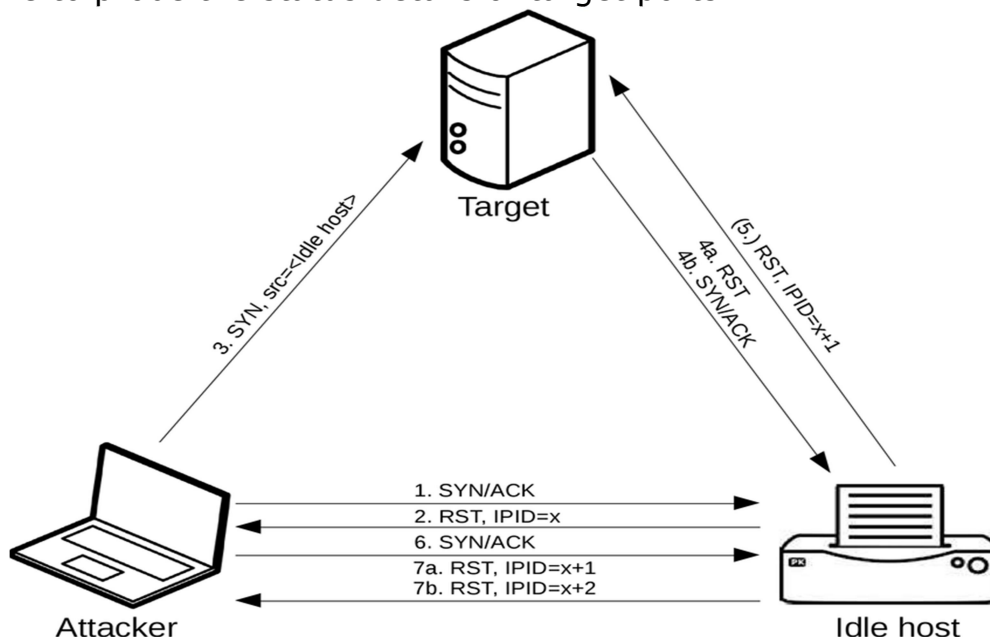 Target
(5.) RST, IPID=x+1
4a. RST
4b. SYN/ACK
3. SYN, src=<Idle host>
1. SYN/ACK
2. RST, IPID=x
6. SYN/ACK
7a. RST, IPID=x+1
7b. RST, IPID=x+2
PK
Attacker
Idle host